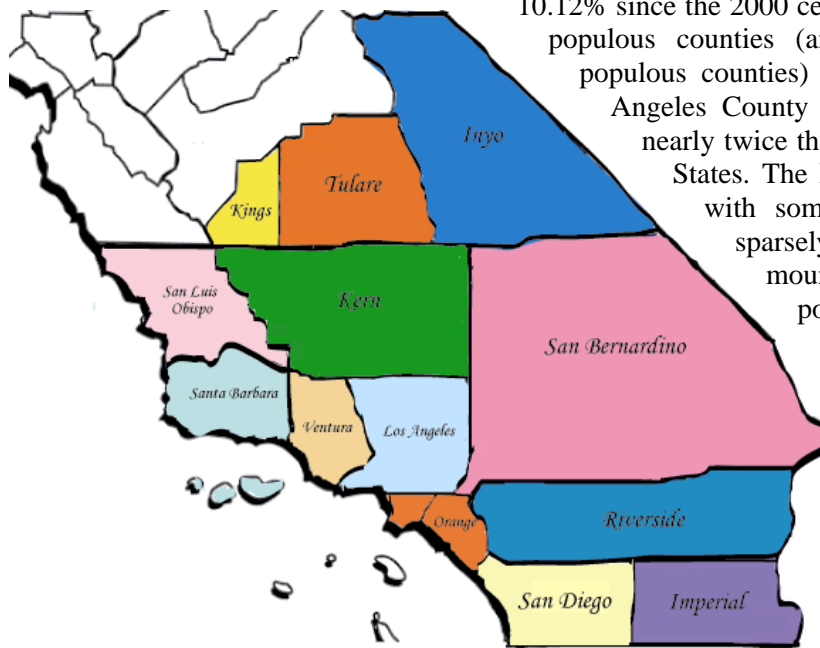 10.12% since the 2000 ce
populous counties (a
populous counties)
Angeles County
nearly twice tha
States. The
with som
sparsely
mour
po
Inyo
Tulare
Kings
San Luis
Obispo
Kern
San Bernardino
Santa Barbara
Ventura
Los Angeles
Orange
Riverside
San Diego
Imperial